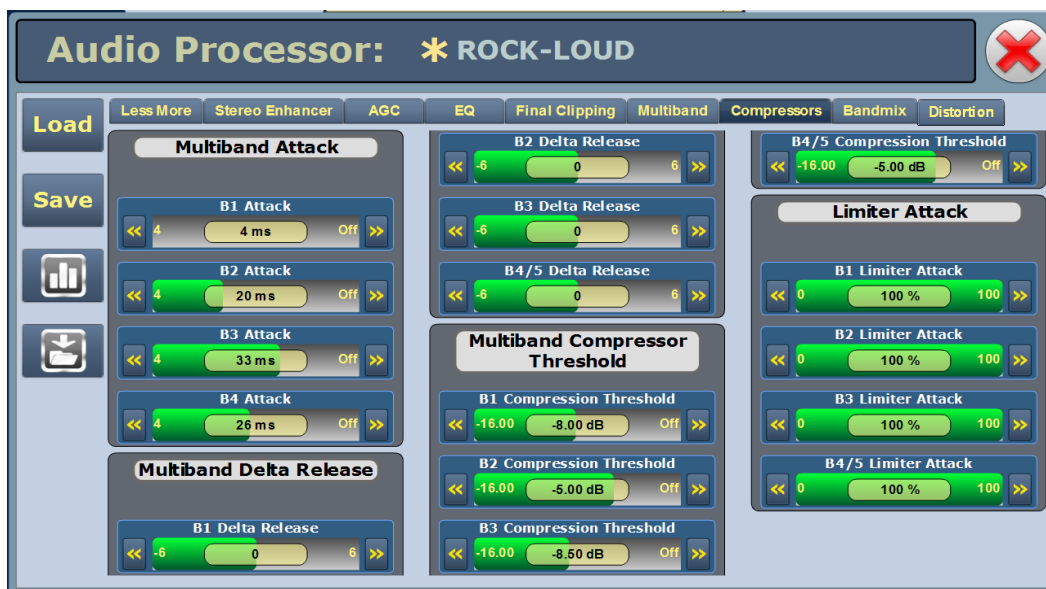 Audio Processor: * ROCK-LOUD
Load
Save
Less More Stereo Enhancer AGC EQ Final Clipping Multiband Compressors Bandmix Distortion
Multiband Attack
B1 Attack
« 4 4 ms Off »
B2 Attack
« 4 20 ms Off »
B3 Attack
« 4 33 ms Off »
B4 Attack
« 4 26 ms Off »
Multiband Delta Release
B1 Delta Release
« -6 0 6 »
B2 Delta Release
« -6 0 6 »
B3 Delta Release
« -6 0 6 »
B4/5 Delta Release
« -6 0 6 »
Multiband Compressor
Threshold
B1 Compression Threshold
« -16.00 -8.00 dB Off »
B2 Compression Threshold
« -16.00 -5.00 dB Off »
B3 Compression Threshold
« -16.00 -8.50 dB Off »
B4/5 Compression Threshold
« -16.00 -5.00 dB Off »
Limiter Attack
B1 Limiter Attack
« 0 100 % 100 »
B2 Limiter Attack
« 0 100 % 100 »
B3 Limiter Attack
« 0 100 % 100 »
B4/5 Limiter Attack
« 0 100 % 100 »